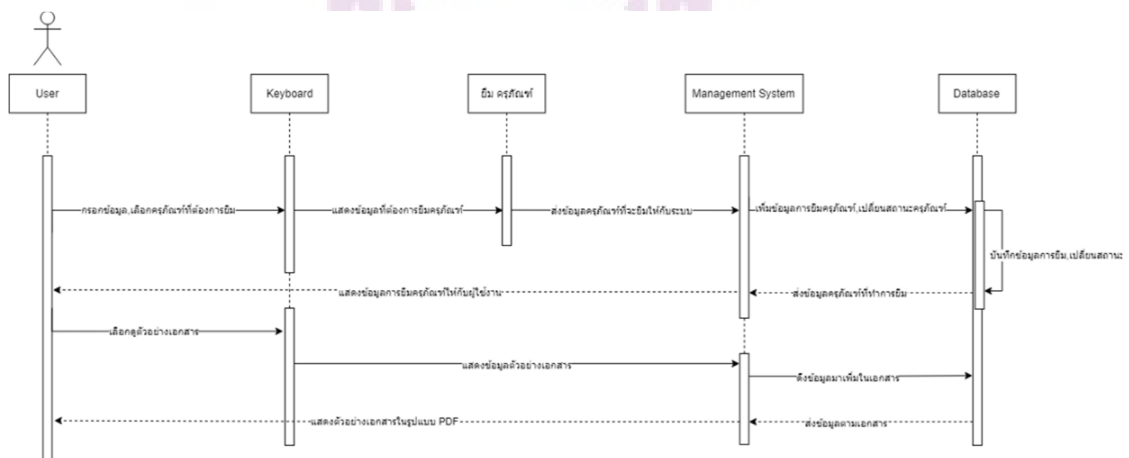 User
Keyboard
ยืม ครุภัณฑ์
Management System
Database
กรอกข้อมูล,เลือกครุภัณฑ์ที่ต้องการยืม
แสดงข้อมูลที่ต้องการยืมครุภัณฑ์
ส่งข้อมูลครุภัณฑ์ที่จะยืมให้กับระบบ
เพิ่มข้อมูลการยืมครุภัณฑ์,เปลี่ยนสถานะครุภัณฑ์
บันทึกข้อมูลการยืม,เปลี่ยนสถานะ
แสดงข้อมูลการยืมครุภัณฑ์ให้กับผู้ใช้งาน
ส่งข้อมูลครุภัณฑ์ที่ทำการยืม
เลือกดูตัวอย่างเอกสาร
แสดงข้อมูลตัวอย่างเอกสาร
ดึงข้อมูลมาเพิ่มในเอกสาร
แสดงตัวอย่างเอกสารในรูปแบบ PDF
ส่งข้อมูลตามเอกสาร